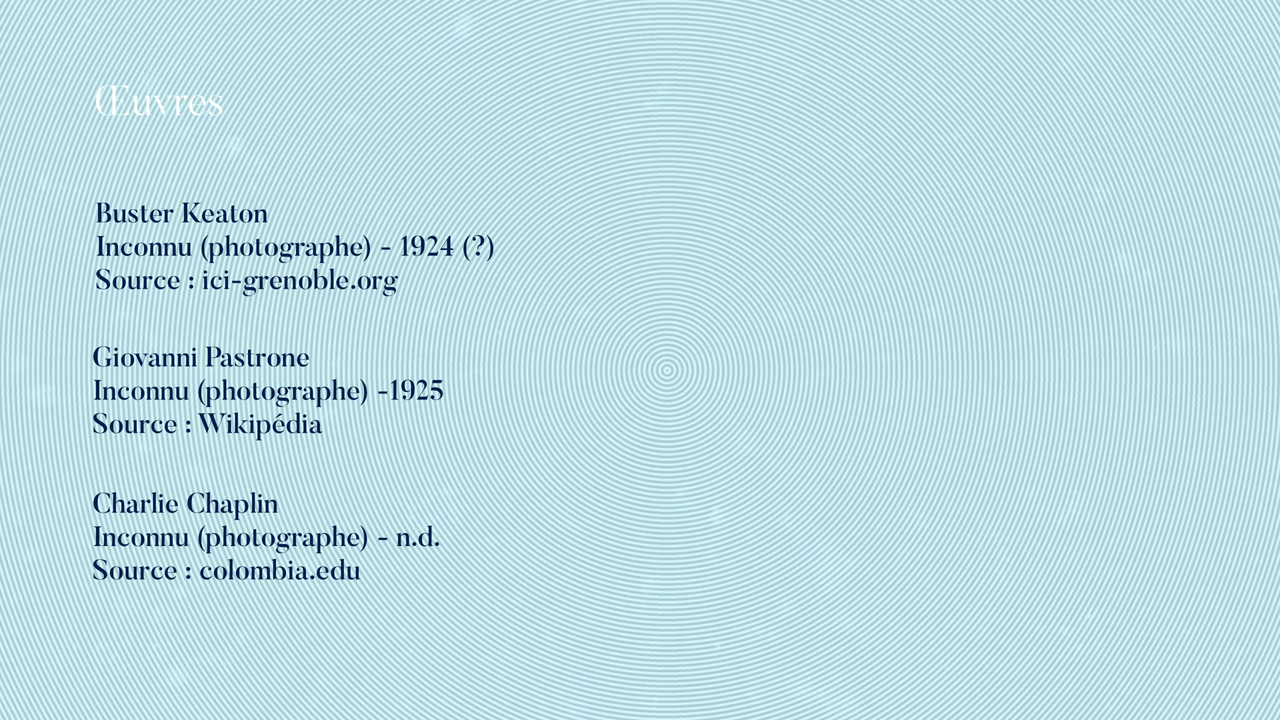 Œuvres
Buster Keaton
Inconnu (photographe) - 1924 (?)
Source : ici-grenoble.org
Giovanni Pastrone
Inconnu (photographe) -1925
Source : Wikipédia
Charlie Chaplin
Inconnu (photographe) - n.d.
Source : colombia.edu